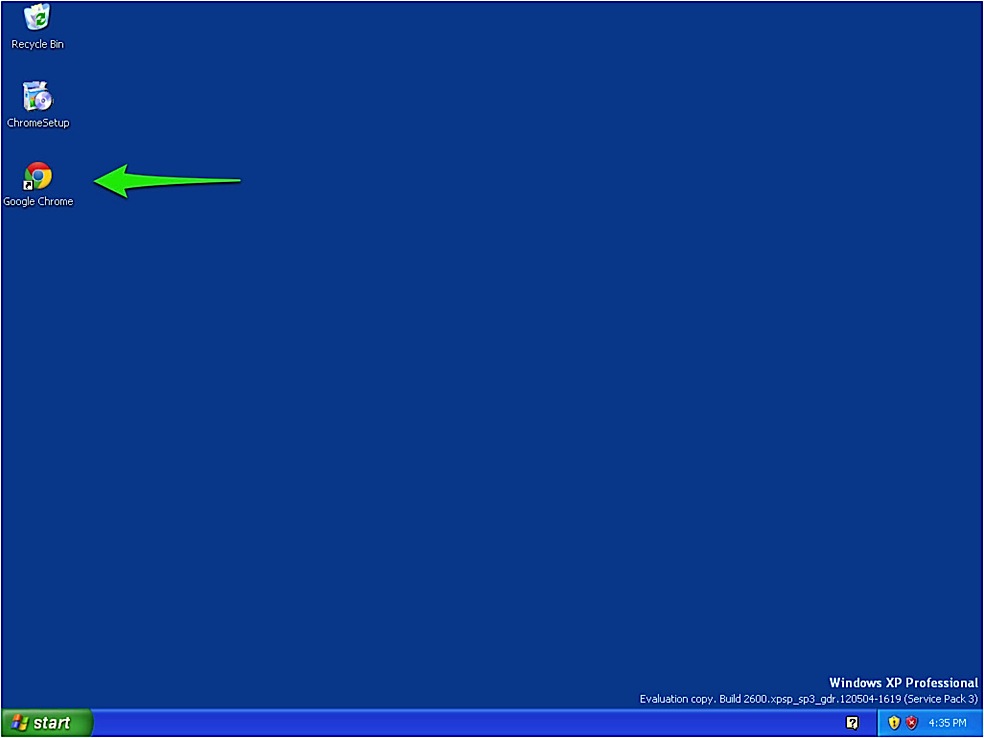 Recycle Bin
ChromeSetup
Google Chrome
Windows XP Professional
Evaluation copy. Build 2600.xpsp_sp3_gdr.120504-1619 (Service Pack 3)
start
?
4:35 PM